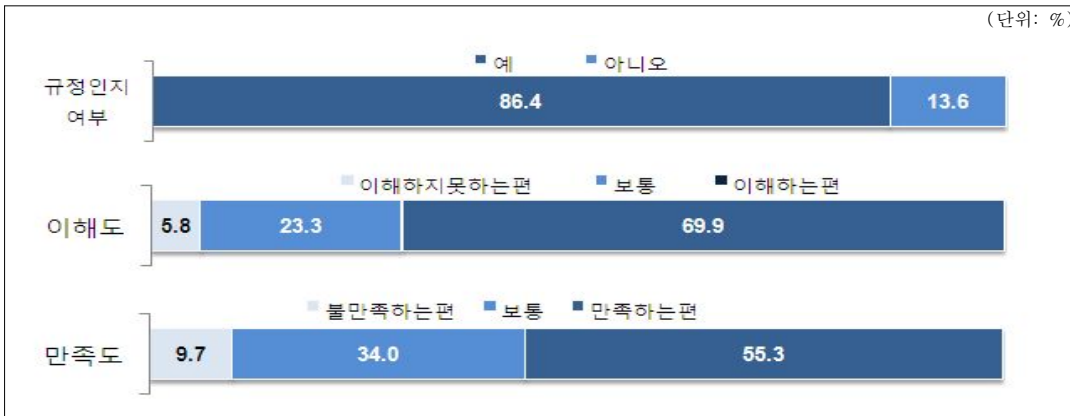 (단위: %)
예 아니오
규정인지
여부
86.4 13.6
이해하지못하는편 보통 이해하는편
이해도 5.8 23.3 69.9
불만족하는편 보통 만족하는편
만족도 9.7 34.0 55.3